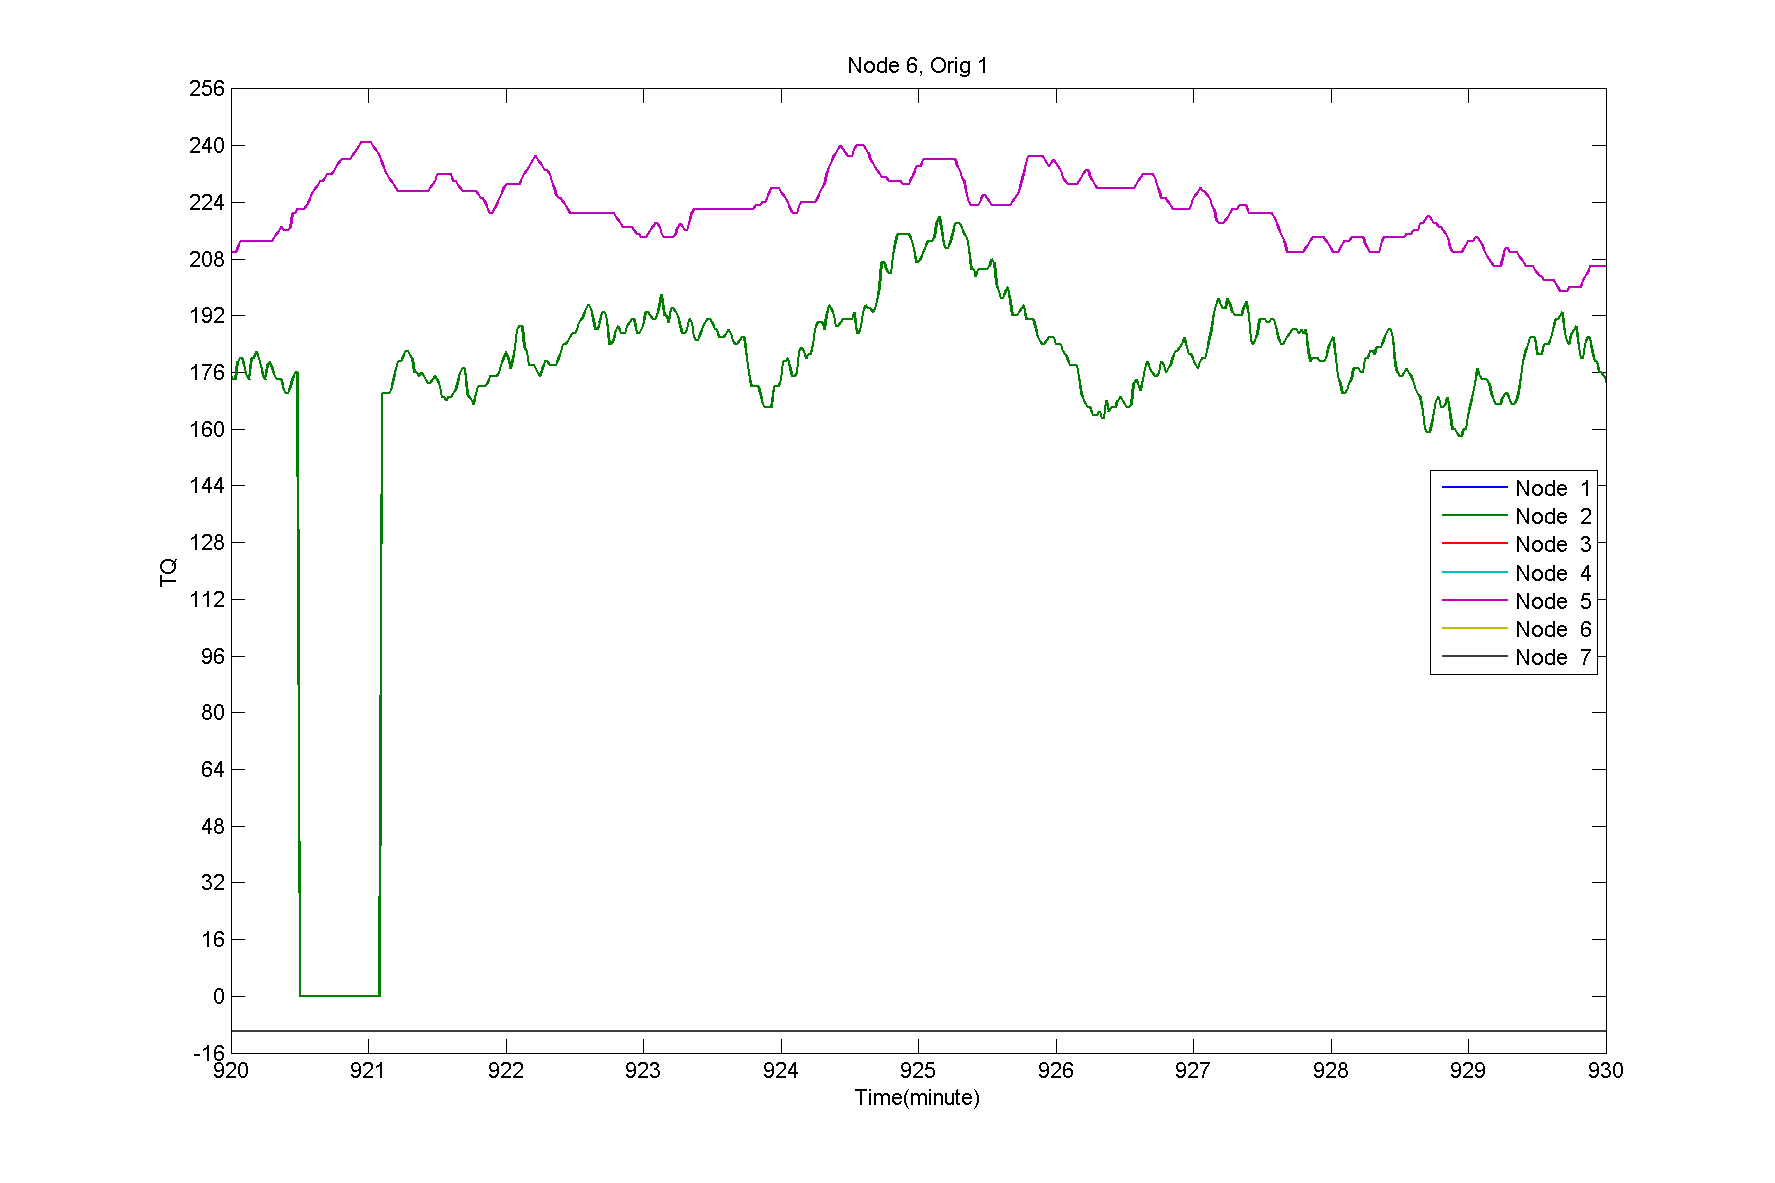 Node 6, Orig 1
256
240
224
208
192
176
160
144
128
112
96
80
64
48
32
16
0
-16
TQ
Node 1
Node 2
Node 3
Node 4
Node 5
Node 6
Node 7
920 921 922 923 924 925 926 927 928 929 930
Time(minute)